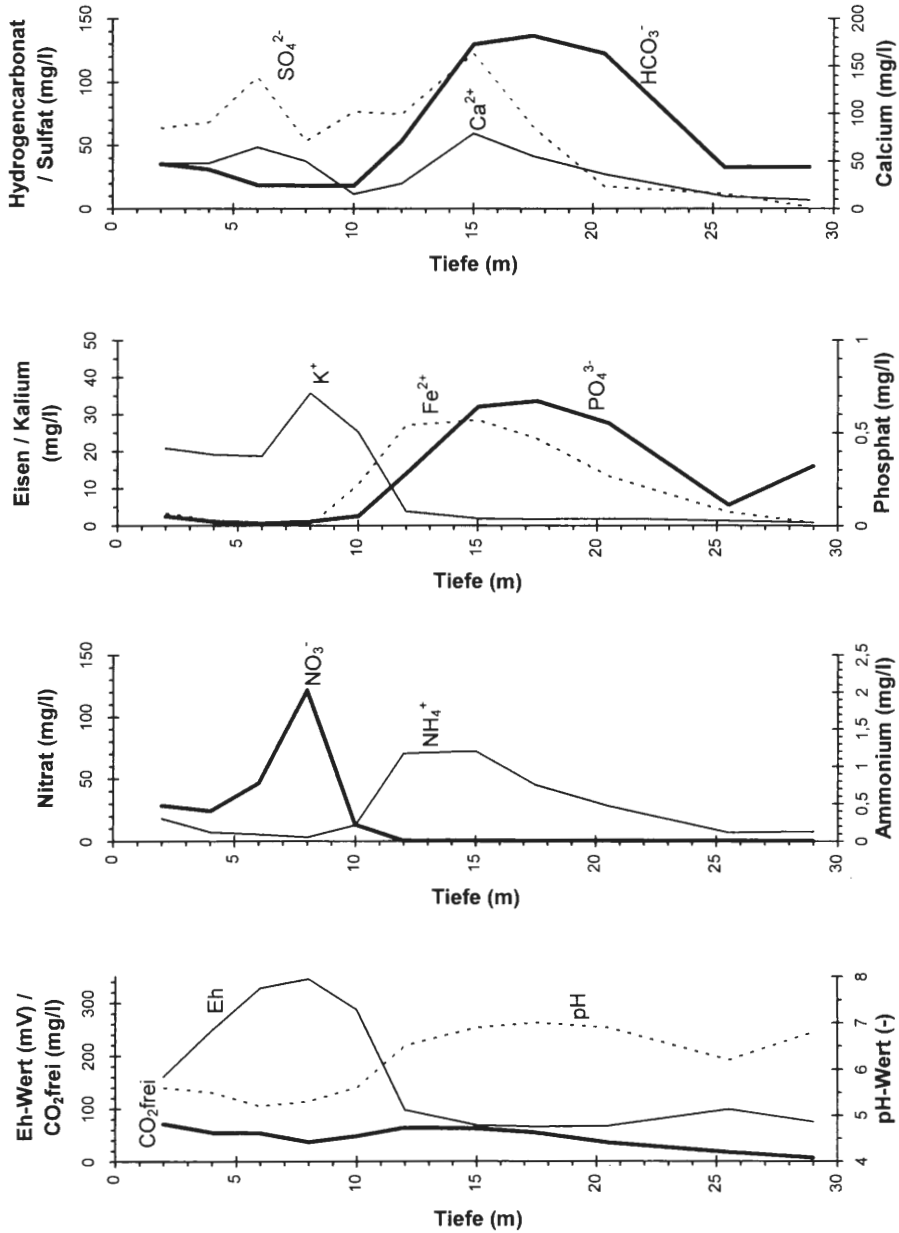 Eh-Wert (mV) /
CO₂frei (mg/l)
0 100 200 300
CO₂frei
Eh
pH
Tiefe (m)
0
5
10
15
20
25
30
4 5 6 7 8
pH-Wert (-)
Nitrat (mg/l)
0 50 100 150
NO₃⁻
NH₄⁺
Tiefe (m)
0
5
10
15
20
25
30
0 0,5 1 1,5 2 2,5
Ammonium (mg/l)
Eisen / Kalium
(mg/l)
0 10 20 30 40 50
K⁺
Fe²⁺
PO₄³⁻
Tiefe (m)
0
5
10
15
20
25
30
0 0,5 1
Phosphat (mg/l)
Hydrogencarbonat
/ Sulfat (mg/l)
0 50 100 150
SO₄²⁻
Ca²⁺
HCO₃⁻
Tiefe (m)
0
5
10
15
20
25
30
0 50 100 150 200
Calcium (mg/l)